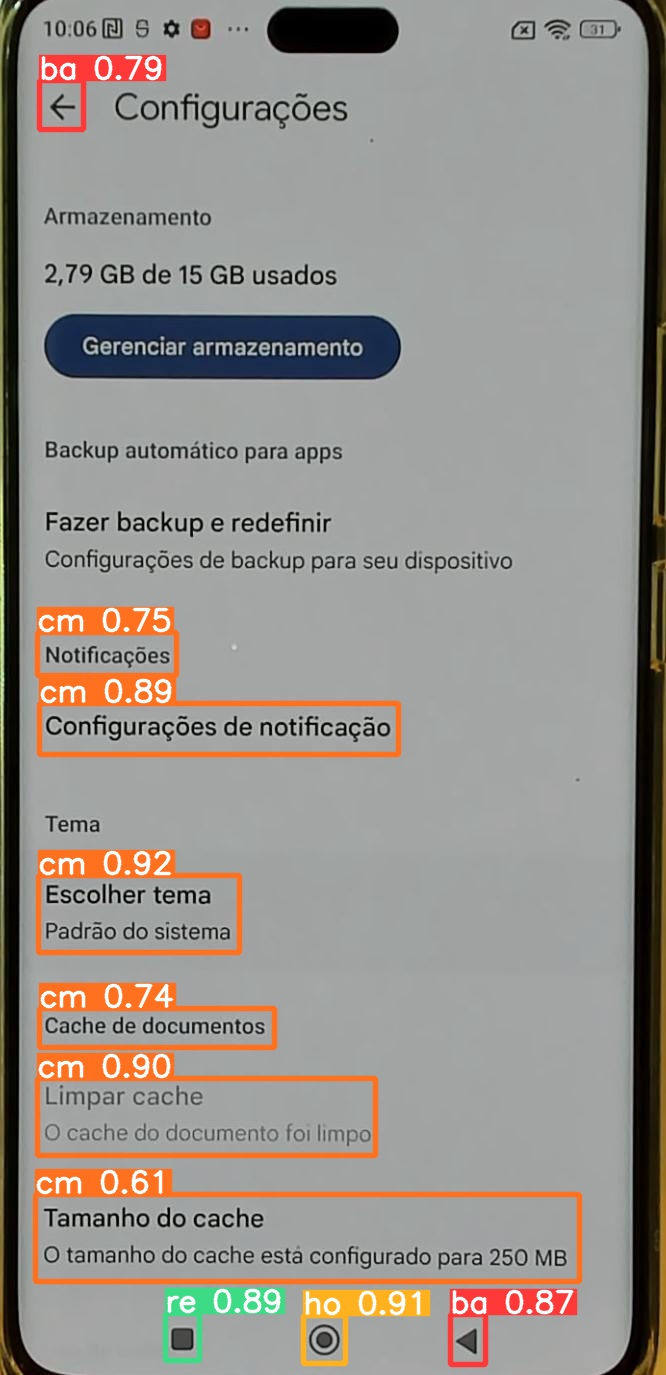 10:06 ... 31
ba 0.79
Configurações
Armazenamento
2,79 GB de 15 GB usados
Gerenciar armazenamento
Backup automático para apps
Fazer backup e redefinir
Configurações de backup para seu dispositivo
cm 0.75
Notificações
cm 0.89
Configurações de notificação
Tema
cm 0.92
Escolher tema
Padrão do sistema
cm 0.74
Cache de documentos
cm 0.90
Limpar cache
O cache do documento foi limpo
cm 0.61
Tamanho do cache
O tamanho do cache está configurado para 250 MB
re 0.89 ho 0.91 ba 0.87